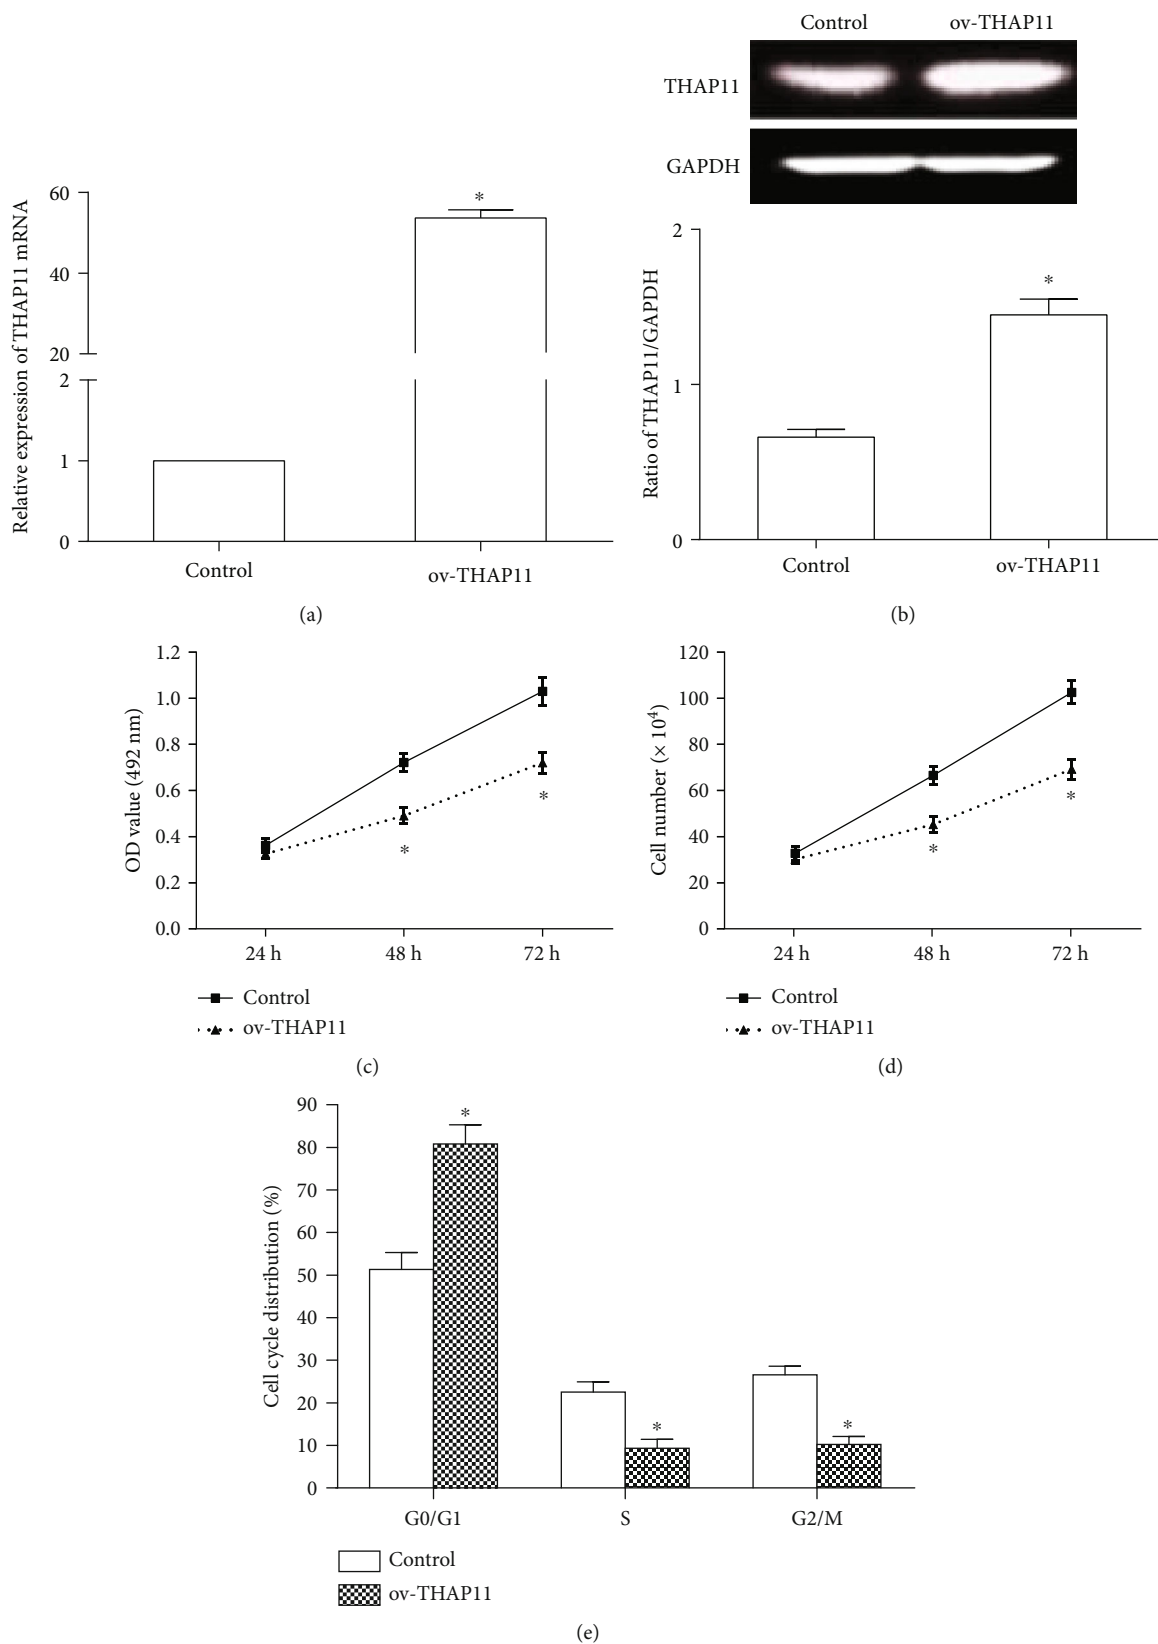 Control ov-THAP11
THAP11
GAPDH
Relative expression of THAP11 mRNA
60
40
20
2
1
0
*
Control
ov-THAP11
(a)
Ratio of THAP11/GAPDH
2
1
0
*
Control
ov-THAP11
(b)
OD value (492 nm)
1.2
1.0
0.8
0.6
0.4
0.2
0.0
*
*
24 h 48 h 72 h
Control
ov-THAP11
(c)
Cell number (× 10⁴)
120
100
80
60
40
20
0
*
*
24 h 48 h 72 h
Control
ov-THAP11
(d)
Cell cycle distribution (%)
90
80
70
60
50
40
30
20
10
0
*
*
*
G0/G1 S G2/M
Control
ov-THAP11
(e)